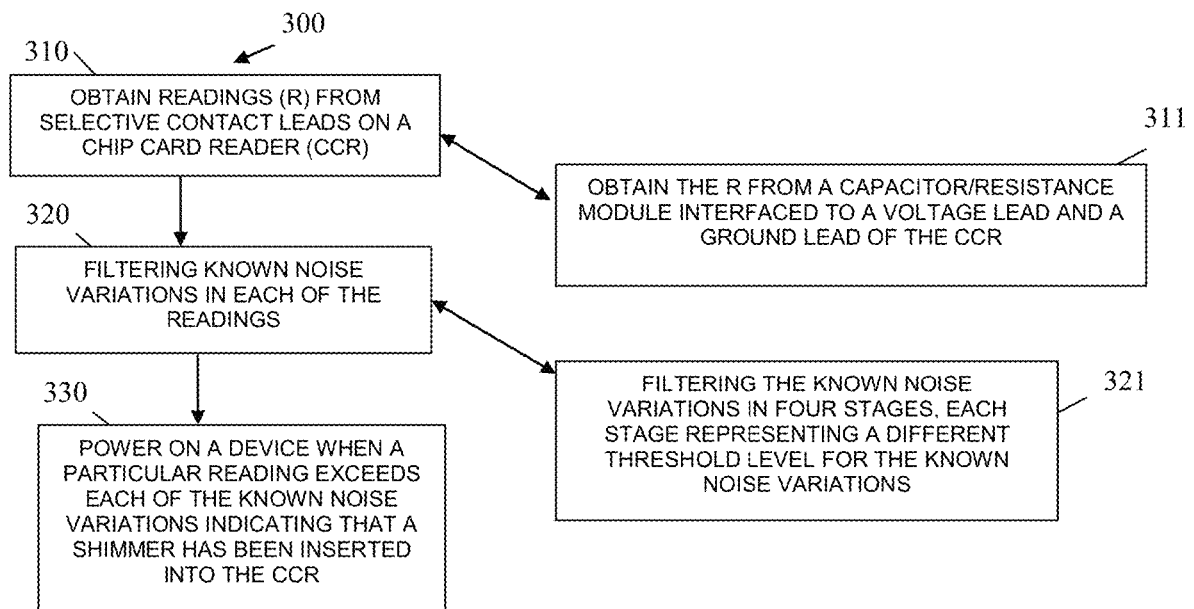 300
310
OBTAIN READINGS (R) FROM
SELECTIVE CONTACT LEADS ON A
CHIP CARD READER (CCR)
311
OBTAIN THE R FROM A CAPACITOR/RESISTANCE
MODULE INTERFACED TO A VOLTAGE LEAD AND A
GROUND LEAD OF THE CCR
320
FILTERING KNOWN NOISE
VARIATIONS IN EACH OF THE
READINGS
321
FILTERING THE KNOWN NOISE
VARIATIONS IN FOUR STAGES, EACH
STAGE REPRESENTING A DIFFERENT
THRESHOLD LEVEL FOR THE KNOWN
NOISE VARIATIONS
330
POWER ON A DEVICE WHEN A
PARTICULAR READING EXCEEDS
EACH OF THE KNOWN NOISE
VARIATIONS INDICATING THAT A
SHIMMER HAS BEEN INSERTED
INTO THE CCR